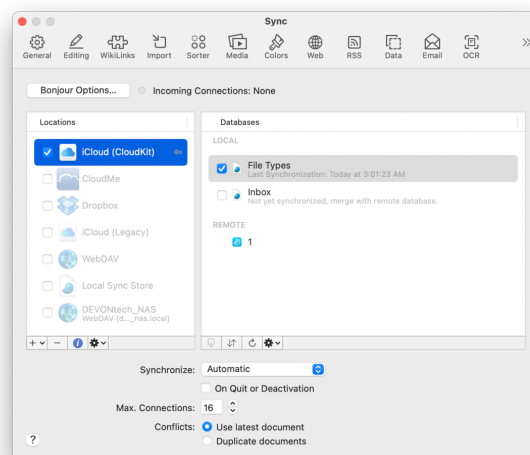 Sync
General Editing WikiLinks Import Sorter Media Colors Web RSS Data Email OCR
Bonjour Options... Incoming Connections: None
Locations
iCloud (CloudKit)
CloudMe
Dropbox
iCloud (Legacy)
WebDAV
Local Sync Store
DEVONtech_NAS
WebDAV (d..._nas.local)
Databases
LOCAL
File Types
Last Synchronization: Today at 3:01:23 AM
Inbox
Not yet synchronized, merge with remote database.
REMOTE
1
Synchronize: Automatic
On Quit or Deactivation
Max. Connections: 16
Conflicts: Use latest document
Duplicate documents
?